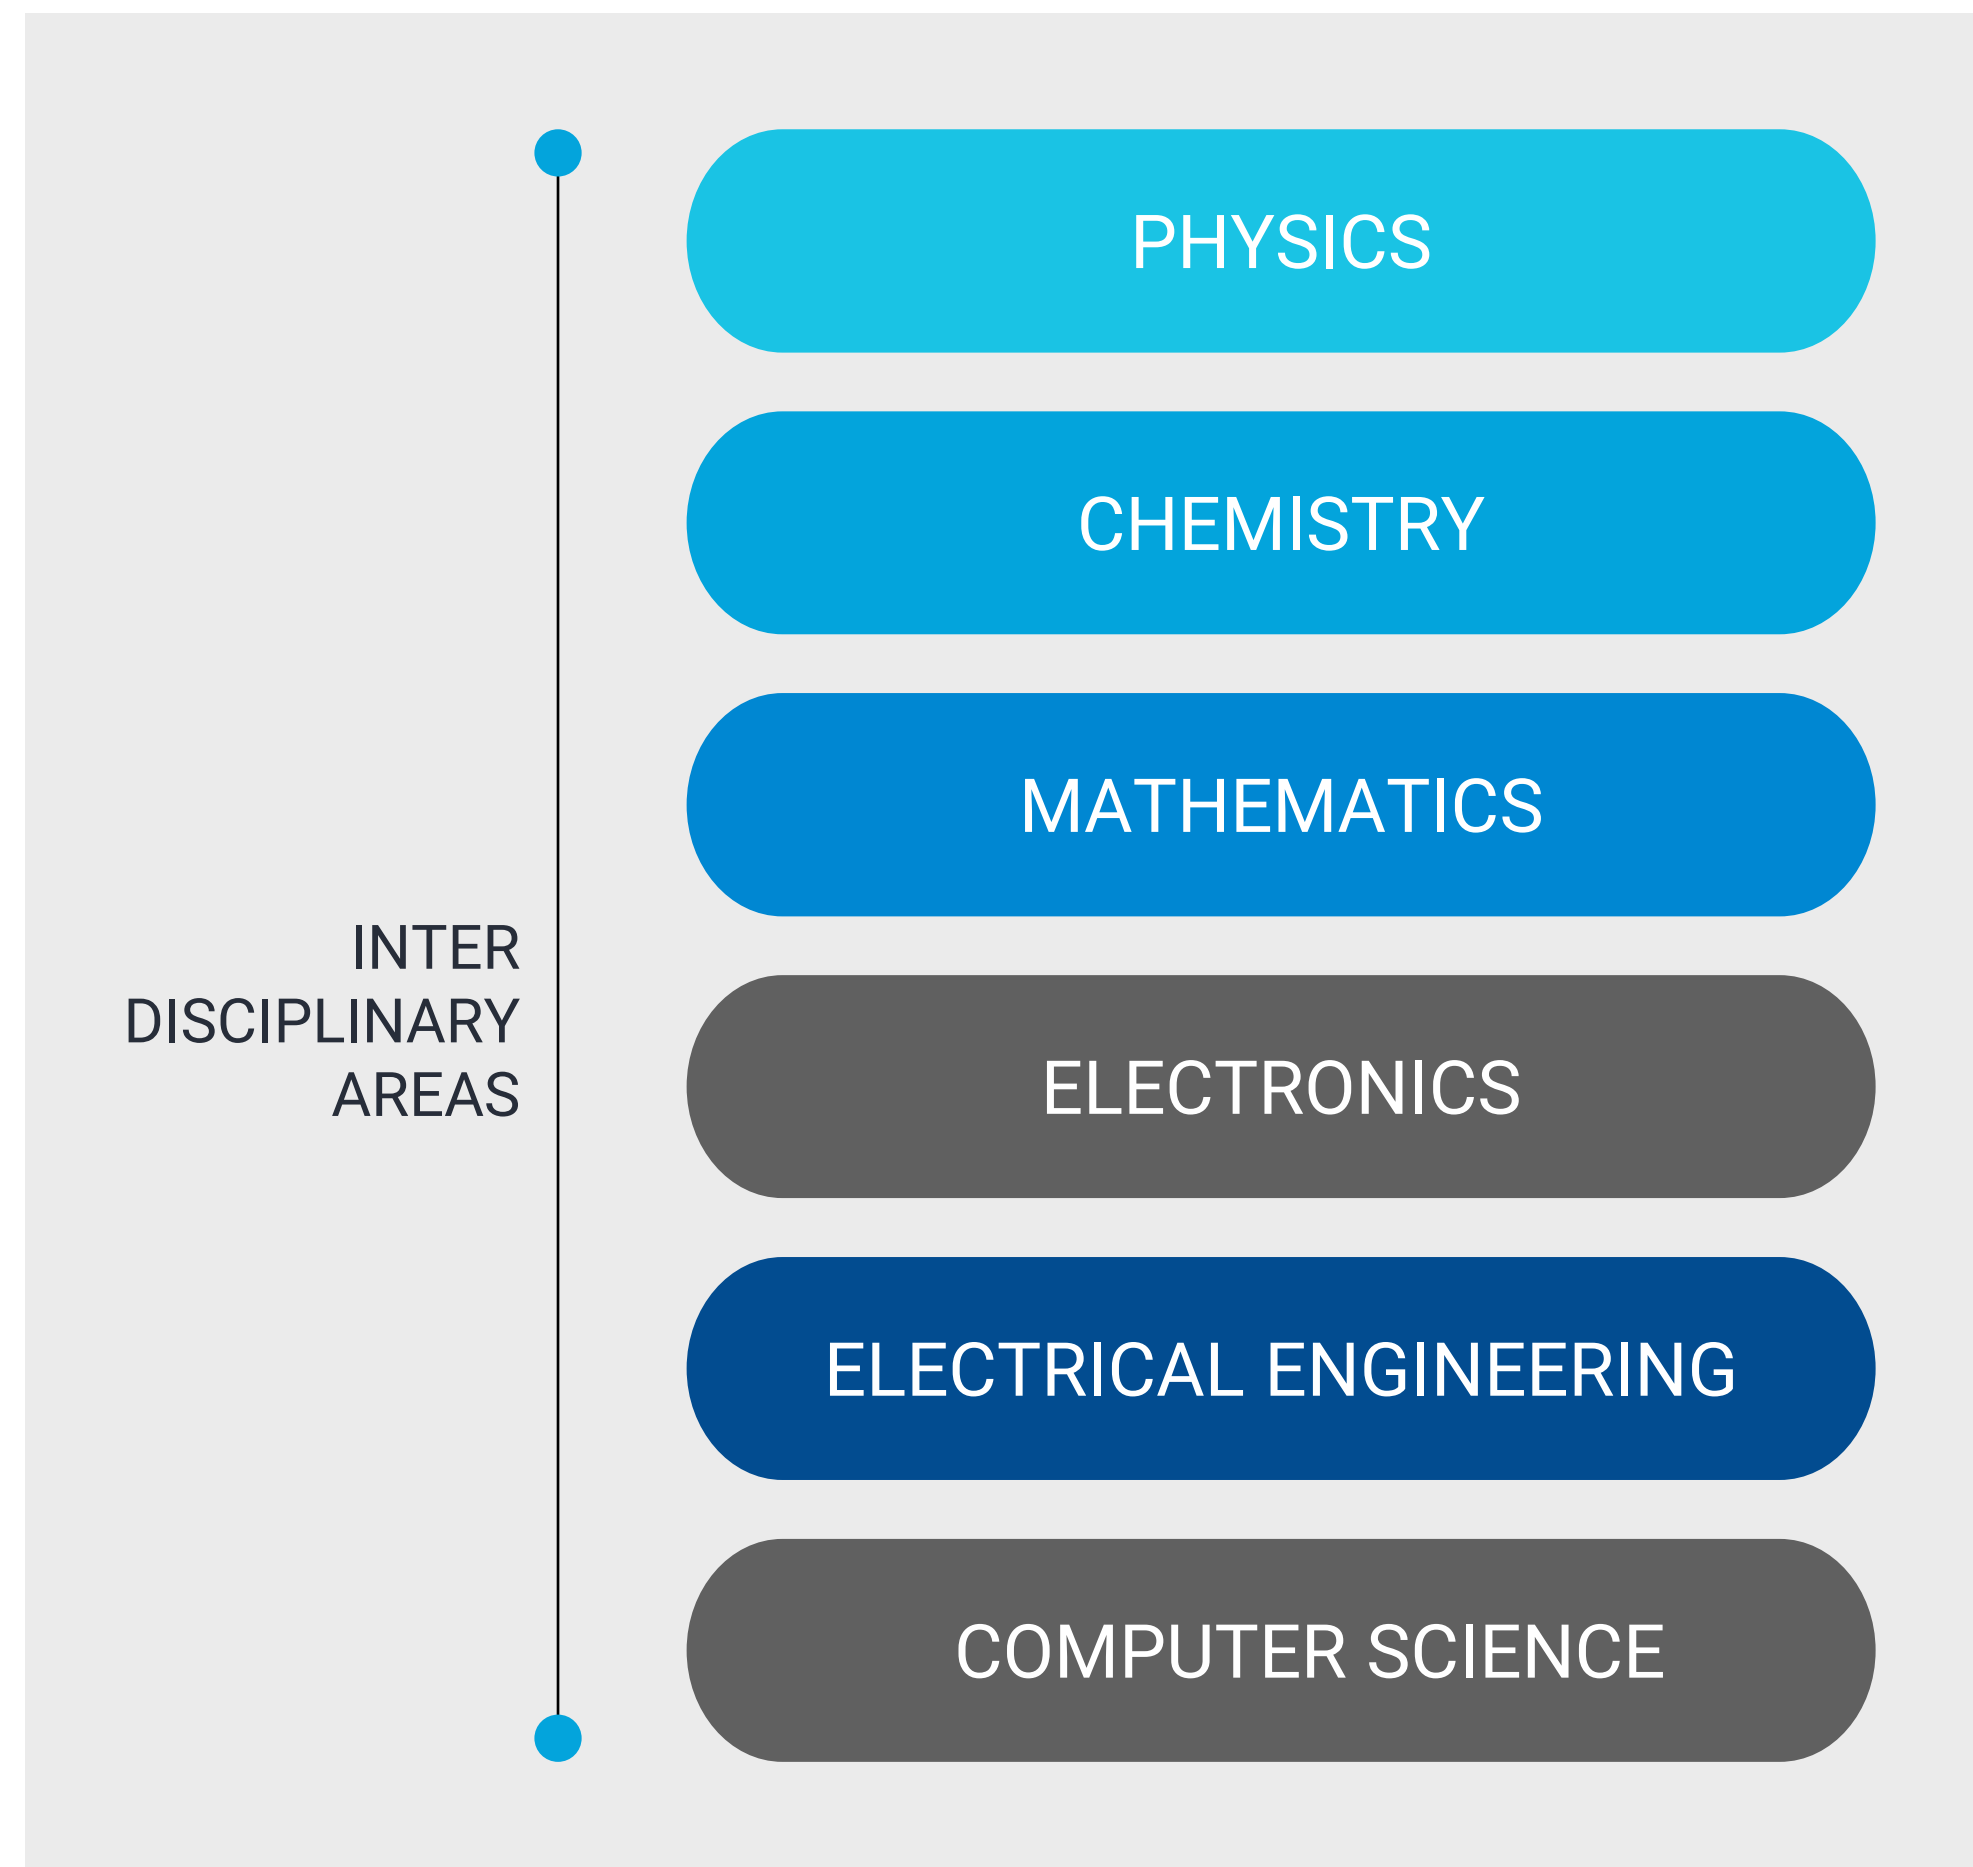 PHYSICS
CHEMISTRY
MATHEMATICS
INTER
DISCIPLINARY
AREAS
ELECTRONICS
ELECTRICAL ENGINEERING
COMPUTER SCIENCE